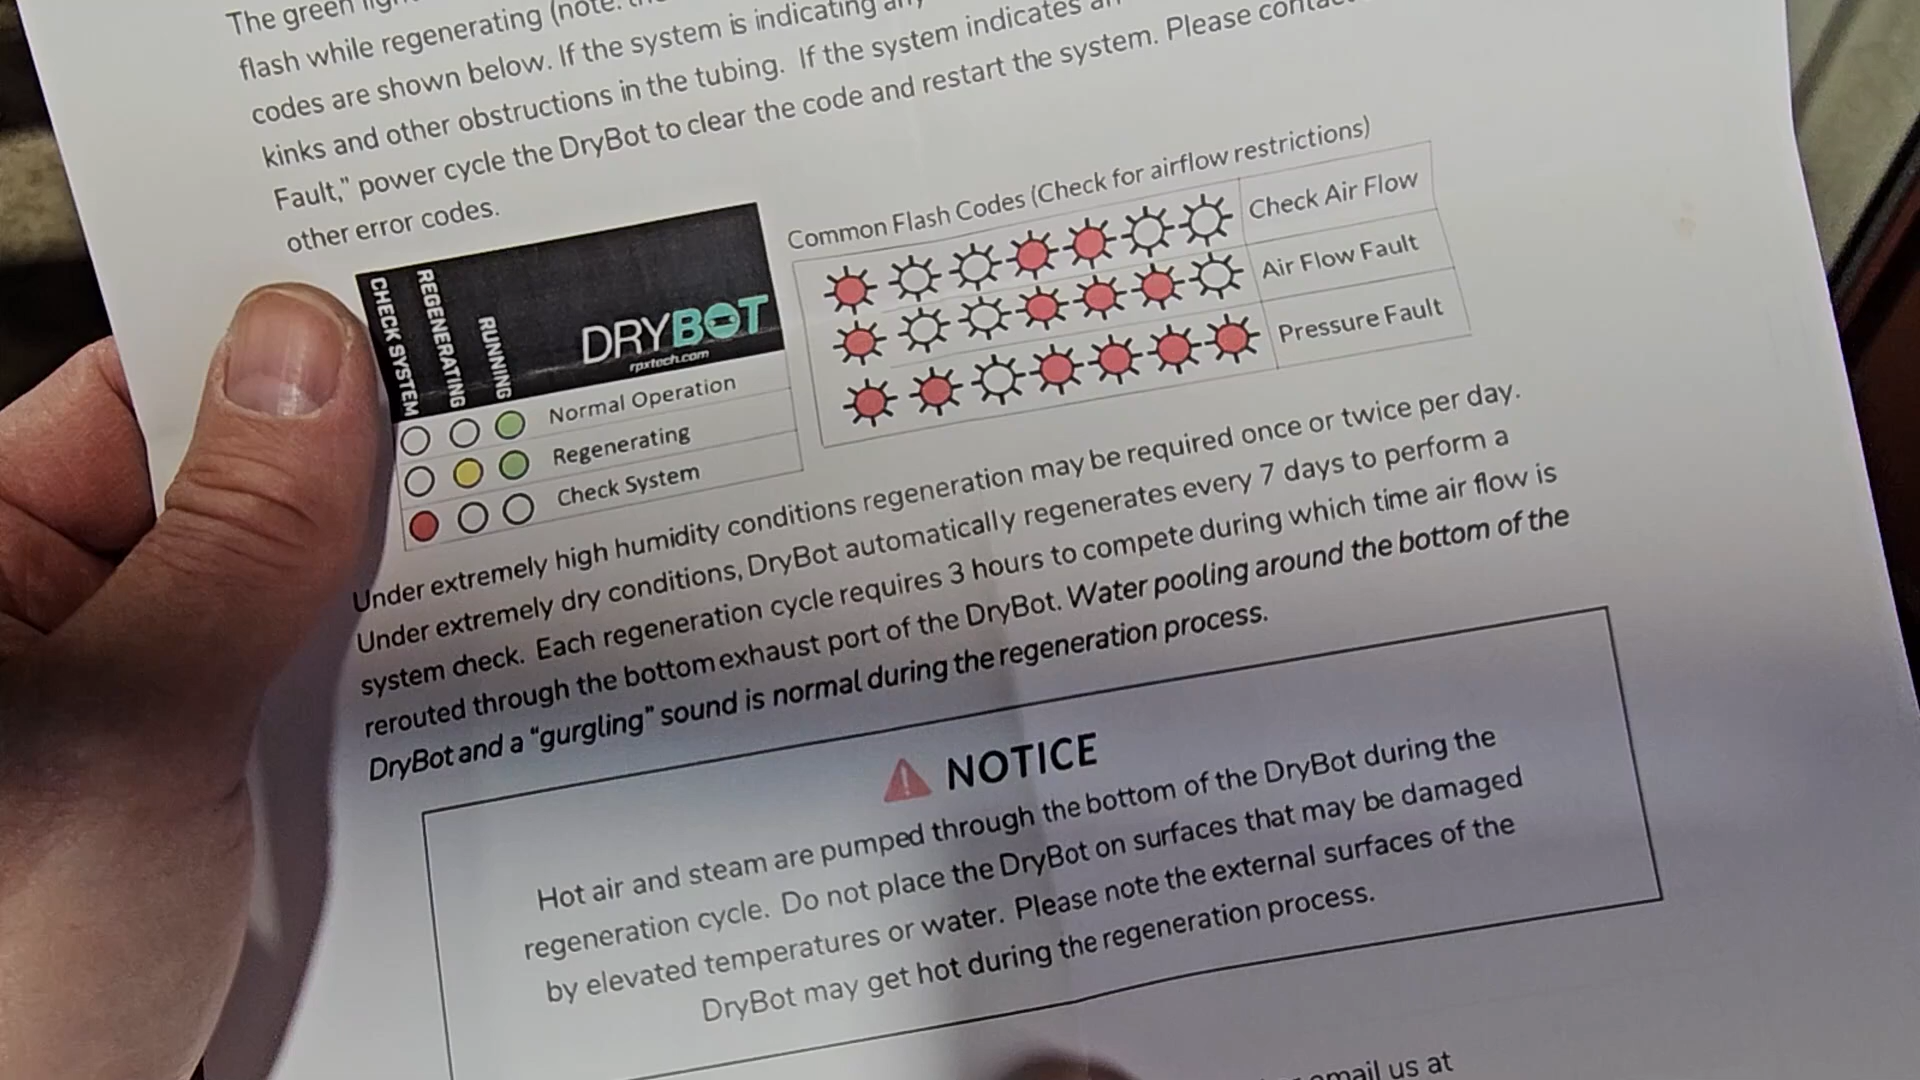 The green
flash while regenerating (note:
codes are shown below. If the system is indicating any
kinks and other obstructions in the tubing. If the system indicates
Fault," power cycle the DryBot to clear the code and restart the system. Please contact
other error codes.
CHECK SYSTEM
REGENERATING
RUNNING
DRYBOT
rpxtech.com
Normal Operation
Regenerating
Check System
Common Flash Codes (Check for airflow restrictions)
Check Air Flow
Air Flow Fault
Pressure Fault
Under extremely high humidity conditions regeneration may be required once or twice per day.
Under extremely dry conditions, DryBot automatically regenerates every 7 days to perform a
system check. Each regeneration cycle requires 3 hours to compete during which time air flow is
rerouted through the bottom exhaust port of the DryBot. Water pooling around the bottom of the
DryBot and a "gurgling" sound is normal during the regeneration process.
NOTICE
Hot air and steam are pumped through the bottom of the DryBot during the
regeneration cycle. Do not place the DryBot on surfaces that may be damaged
by elevated temperatures or water. Please note the external surfaces of the
DryBot may get hot during the regeneration process.
email us at